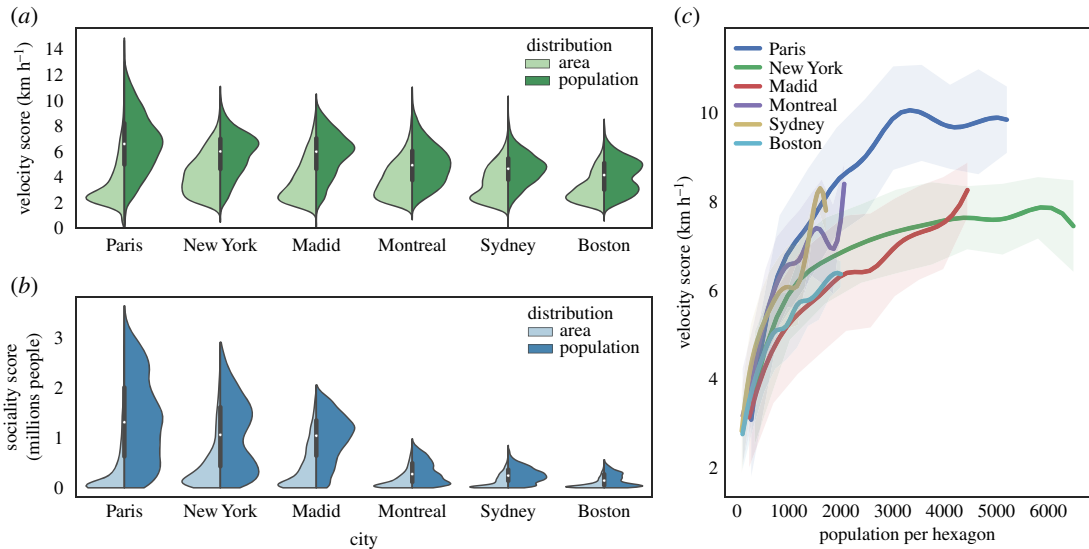 (a)
velocity score (km h⁻¹)
14
12
10
8
6
4
2
0
distribution
area
population
Paris New York Madid Montreal Sydney Boston
(b)
sociality score
(millions people)
3
2
1
0
distribution
area
population
Paris New York Madid Montreal Sydney Boston
city
(c)
velocity score (km h⁻¹)
10
8
6
4
2
Paris
New York
Madid
Montreal
Sydney
Boston
0 1000 2000 3000 4000 5000 6000
population per hexagon